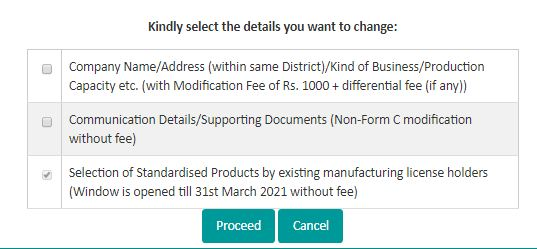 Kindly select the details you want to change:
Company Name/Address (within same District)/Kind of Business/Production
Capacity etc. (with Modification Fee of Rs. 1000 + differential fee (if any))
Communication Details/Supporting Documents (Non-Form C modification
without fee)
Selection of Standardised Products by existing manufacturing license holders
(Window is opened till 31st March 2021 without fee)
Proceed Cancel